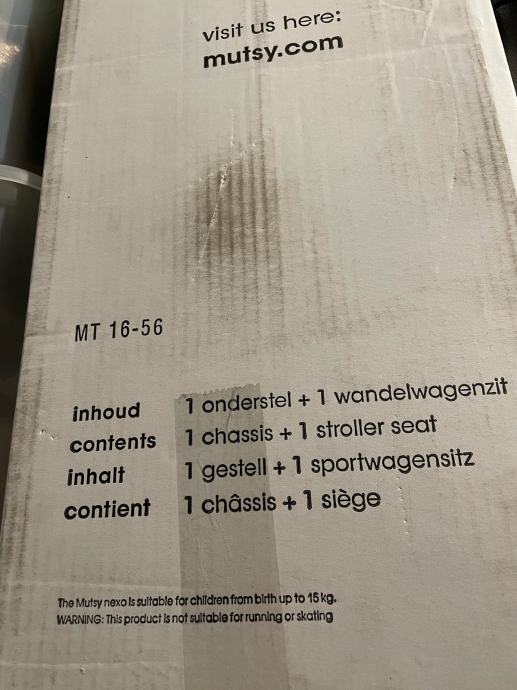 visit us here:
mutsy.com
MT 16-56
inhoud 1 onderstel + 1 wandelwagenzit
contents 1 chassis + 1 stroller seat
inhalt 1 gestell + 1 sportwagensitz
contient 1 châssis + 1 siège
The Mutsy nexo is suitable for children from birth up to 15 kg.
WARNING: This product is not suitable for running or skating